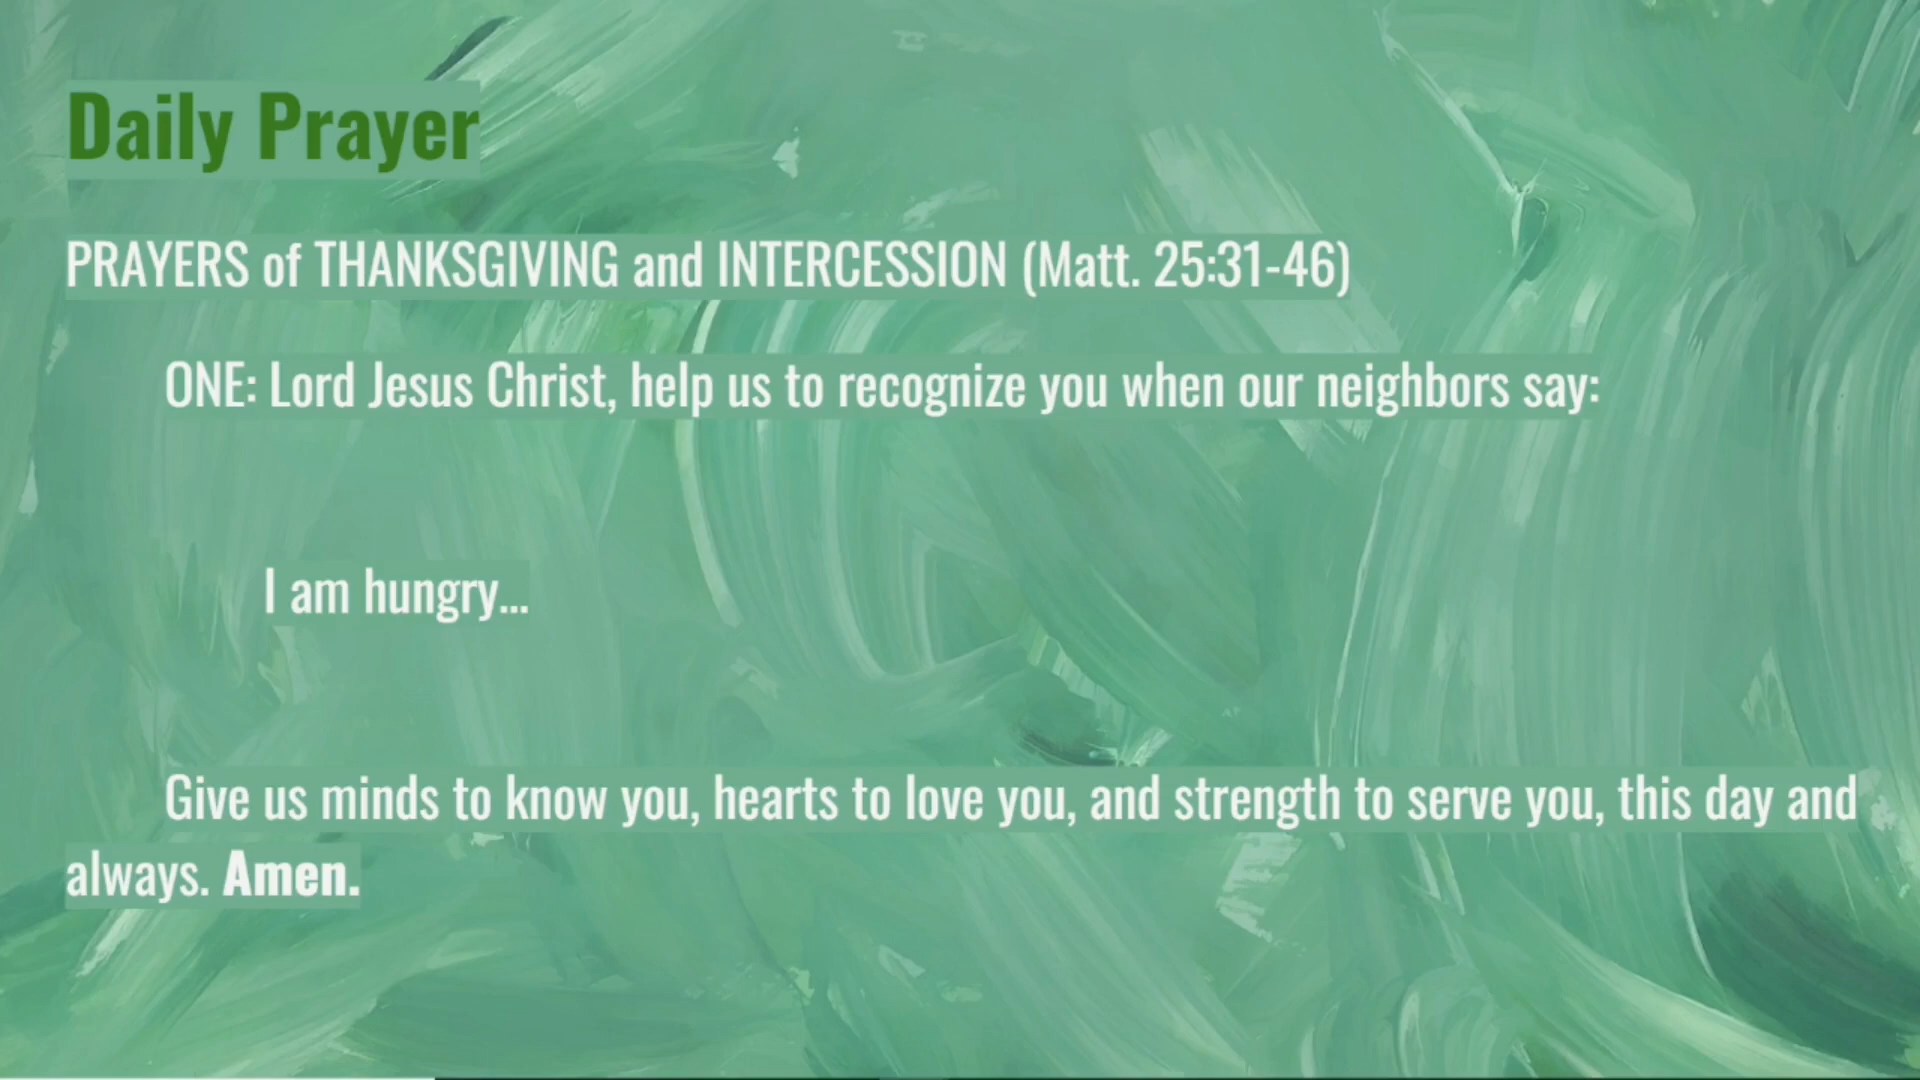 Daily Prayer
PRAYERS of THANKSGIVING and INTERCESSION (Matt. 25:31-46)
ONE: Lord Jesus Christ, help us to recognize you when our neighbors say:
I am hungry...
Give us minds to know you, hearts to love you, and strength to serve you, this day and
always. Amen.